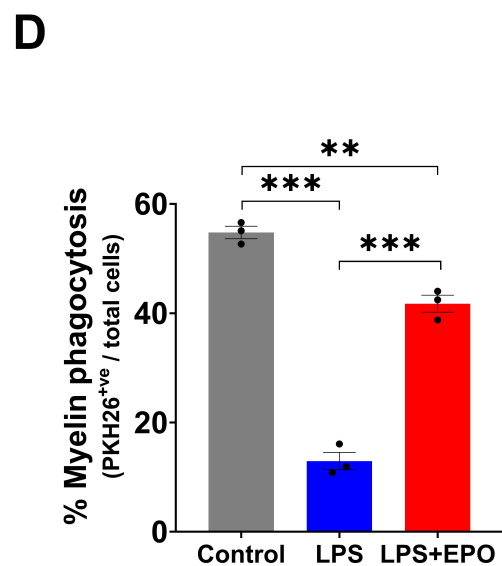 D
**
***
***
% Myelin phagocytosis
(PKH26+ve / total cells)
60
40
20
0
Control LPS LPS+EPO